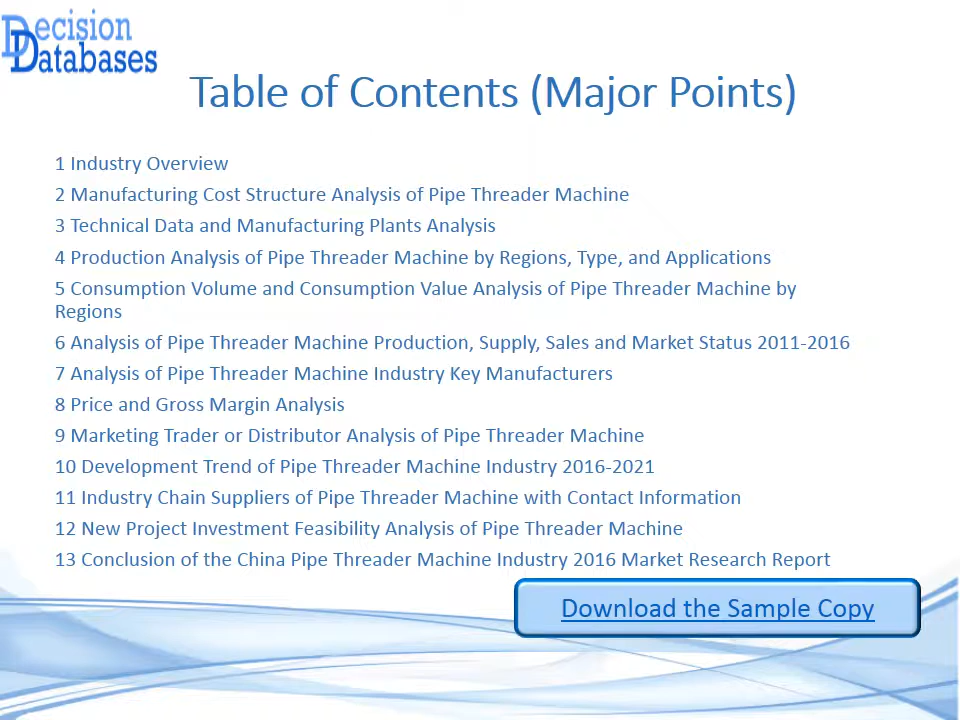 Decision
Databases
Table of Contents (Major Points)
1 Industry Overview
2 Manufacturing Cost Structure Analysis of Pipe Threader Machine
3 Technical Data and Manufacturing Plants Analysis
4 Production Analysis of Pipe Threader Machine by Regions, Type, and Applications
5 Consumption Volume and Consumption Value Analysis of Pipe Threader Machine by
Regions
6 Analysis of Pipe Threader Machine Production, Supply, Sales and Market Status 2011-2016
7 Analysis of Pipe Threader Machine Industry Key Manufacturers
8 Price and Gross Margin Analysis
9 Marketing Trader or Distributor Analysis of Pipe Threader Machine
10 Development Trend of Pipe Threader Machine Industry 2016-2021
11 Industry Chain Suppliers of Pipe Threader Machine with Contact Information
12 New Project Investment Feasibility Analysis of Pipe Threader Machine
13 Conclusion of the China Pipe Threader Machine Industry 2016 Market Research Report
Download the Sample Copy